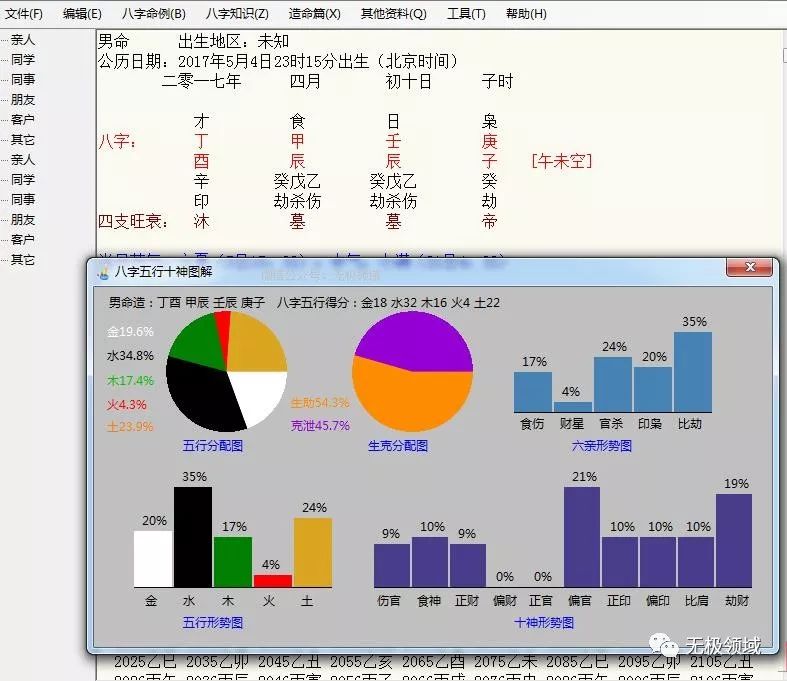 文件(F) 编辑(E) 八字命例(B) 八字知识(Z) 造命篇(X) 其他资料(Q) 工具(T) 帮助(H)
亲人
同学
同事
朋友
客户
其它
亲人
同学
同事
朋友
客户
其它
男命 出生地区：未知
公历日期：2017年5月4日23时15分出生（北京时间）
二零一七年 四月 初十日 子时
才 食 日 枭
八字： 丁 甲 壬 庚
酉 辰 辰 子 [午未空]
辛 癸戊乙 癸戊乙 癸
印 劫杀伤 劫杀伤 劫
四支旺衰： 沐 墓 墓 帝
八字五行十神图解
男命造：丁酉 甲辰 壬辰 庚子 八字五行得分：金18 水32 木16 火4 土22
金19.6%
水34.8%
木17.4%
火4.3%
土23.9%
五行分配图
生助54.3%
克泄45.7%
生克分配图
17% 4% 24% 20% 35%
食伤 财星 官杀 印枭 比劫
六亲形势图
20% 35% 17% 4% 24%
金 水 木 火 土
五行形势图
9% 10% 9% 0% 0% 21% 10% 10% 10% 19%
伤官 食神 正财 偏财 正官 偏官 正印 偏印 比肩 劫财
十神形势图
无极领域
2025乙巳 2035乙卯 2045乙丑 2055乙亥 2065乙酉 2075乙未 2085乙巳 2095乙卯 2105乙丑